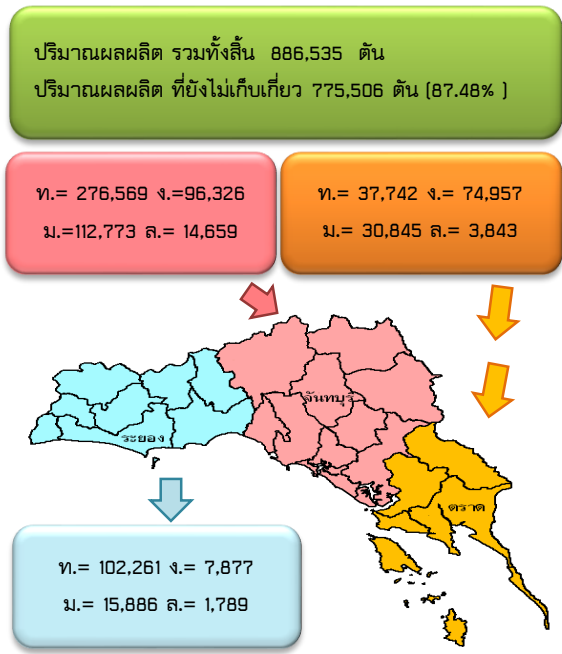 ปริมาณผลผลิต รวมทั้งสิ้น 886,535 ตัน
ปริมาณผลผลิต ที่ยังไม่เก็บเกี่ยว 775,506 ตัน (87.48% )
ท.= 276,569 ง.=96,326
ม.=112,773 ล.= 14,659
ท.= 37,742 ง.= 74,957
ม.= 30,845 ล.= 3,843
จันทบุรี
ระยอง
ตราด
ท.= 102,261 ง.= 7,877
ม.= 15,886 ล.= 1,789